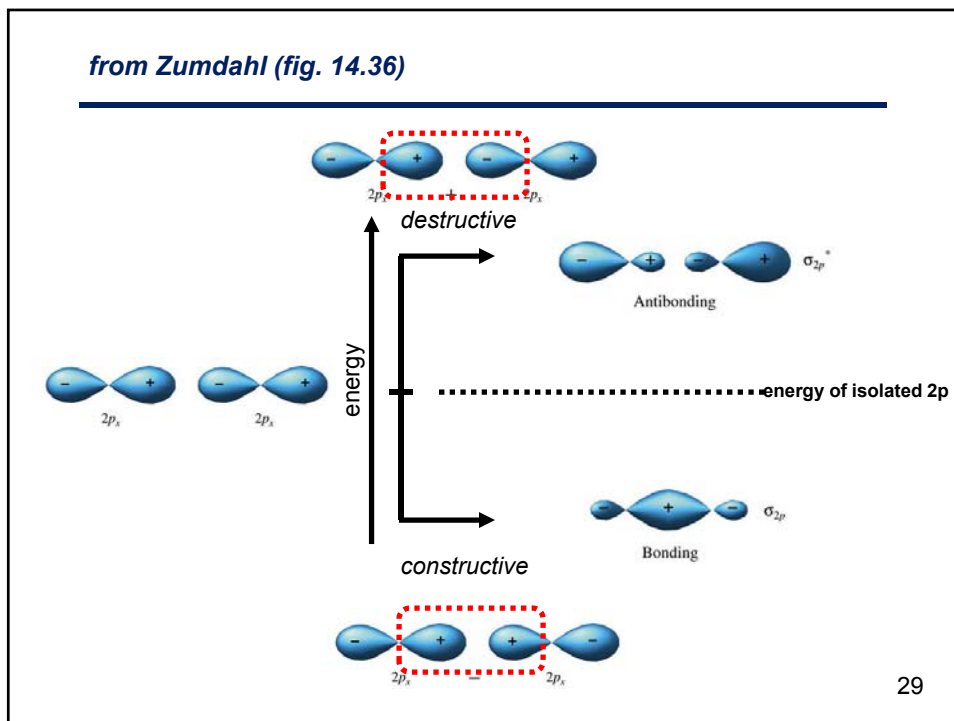 from Zumdahl (fig. 14.36)
− + − +
2pₓ + 2pₓ
destructive
− + − + σ₂ₚ*
Antibonding
energy
− + − +
2pₓ 2pₓ
energy of isolated 2p
− + − σ₂ₚ
Bonding
constructive
− + + −
2pₓ − 2pₓ
29